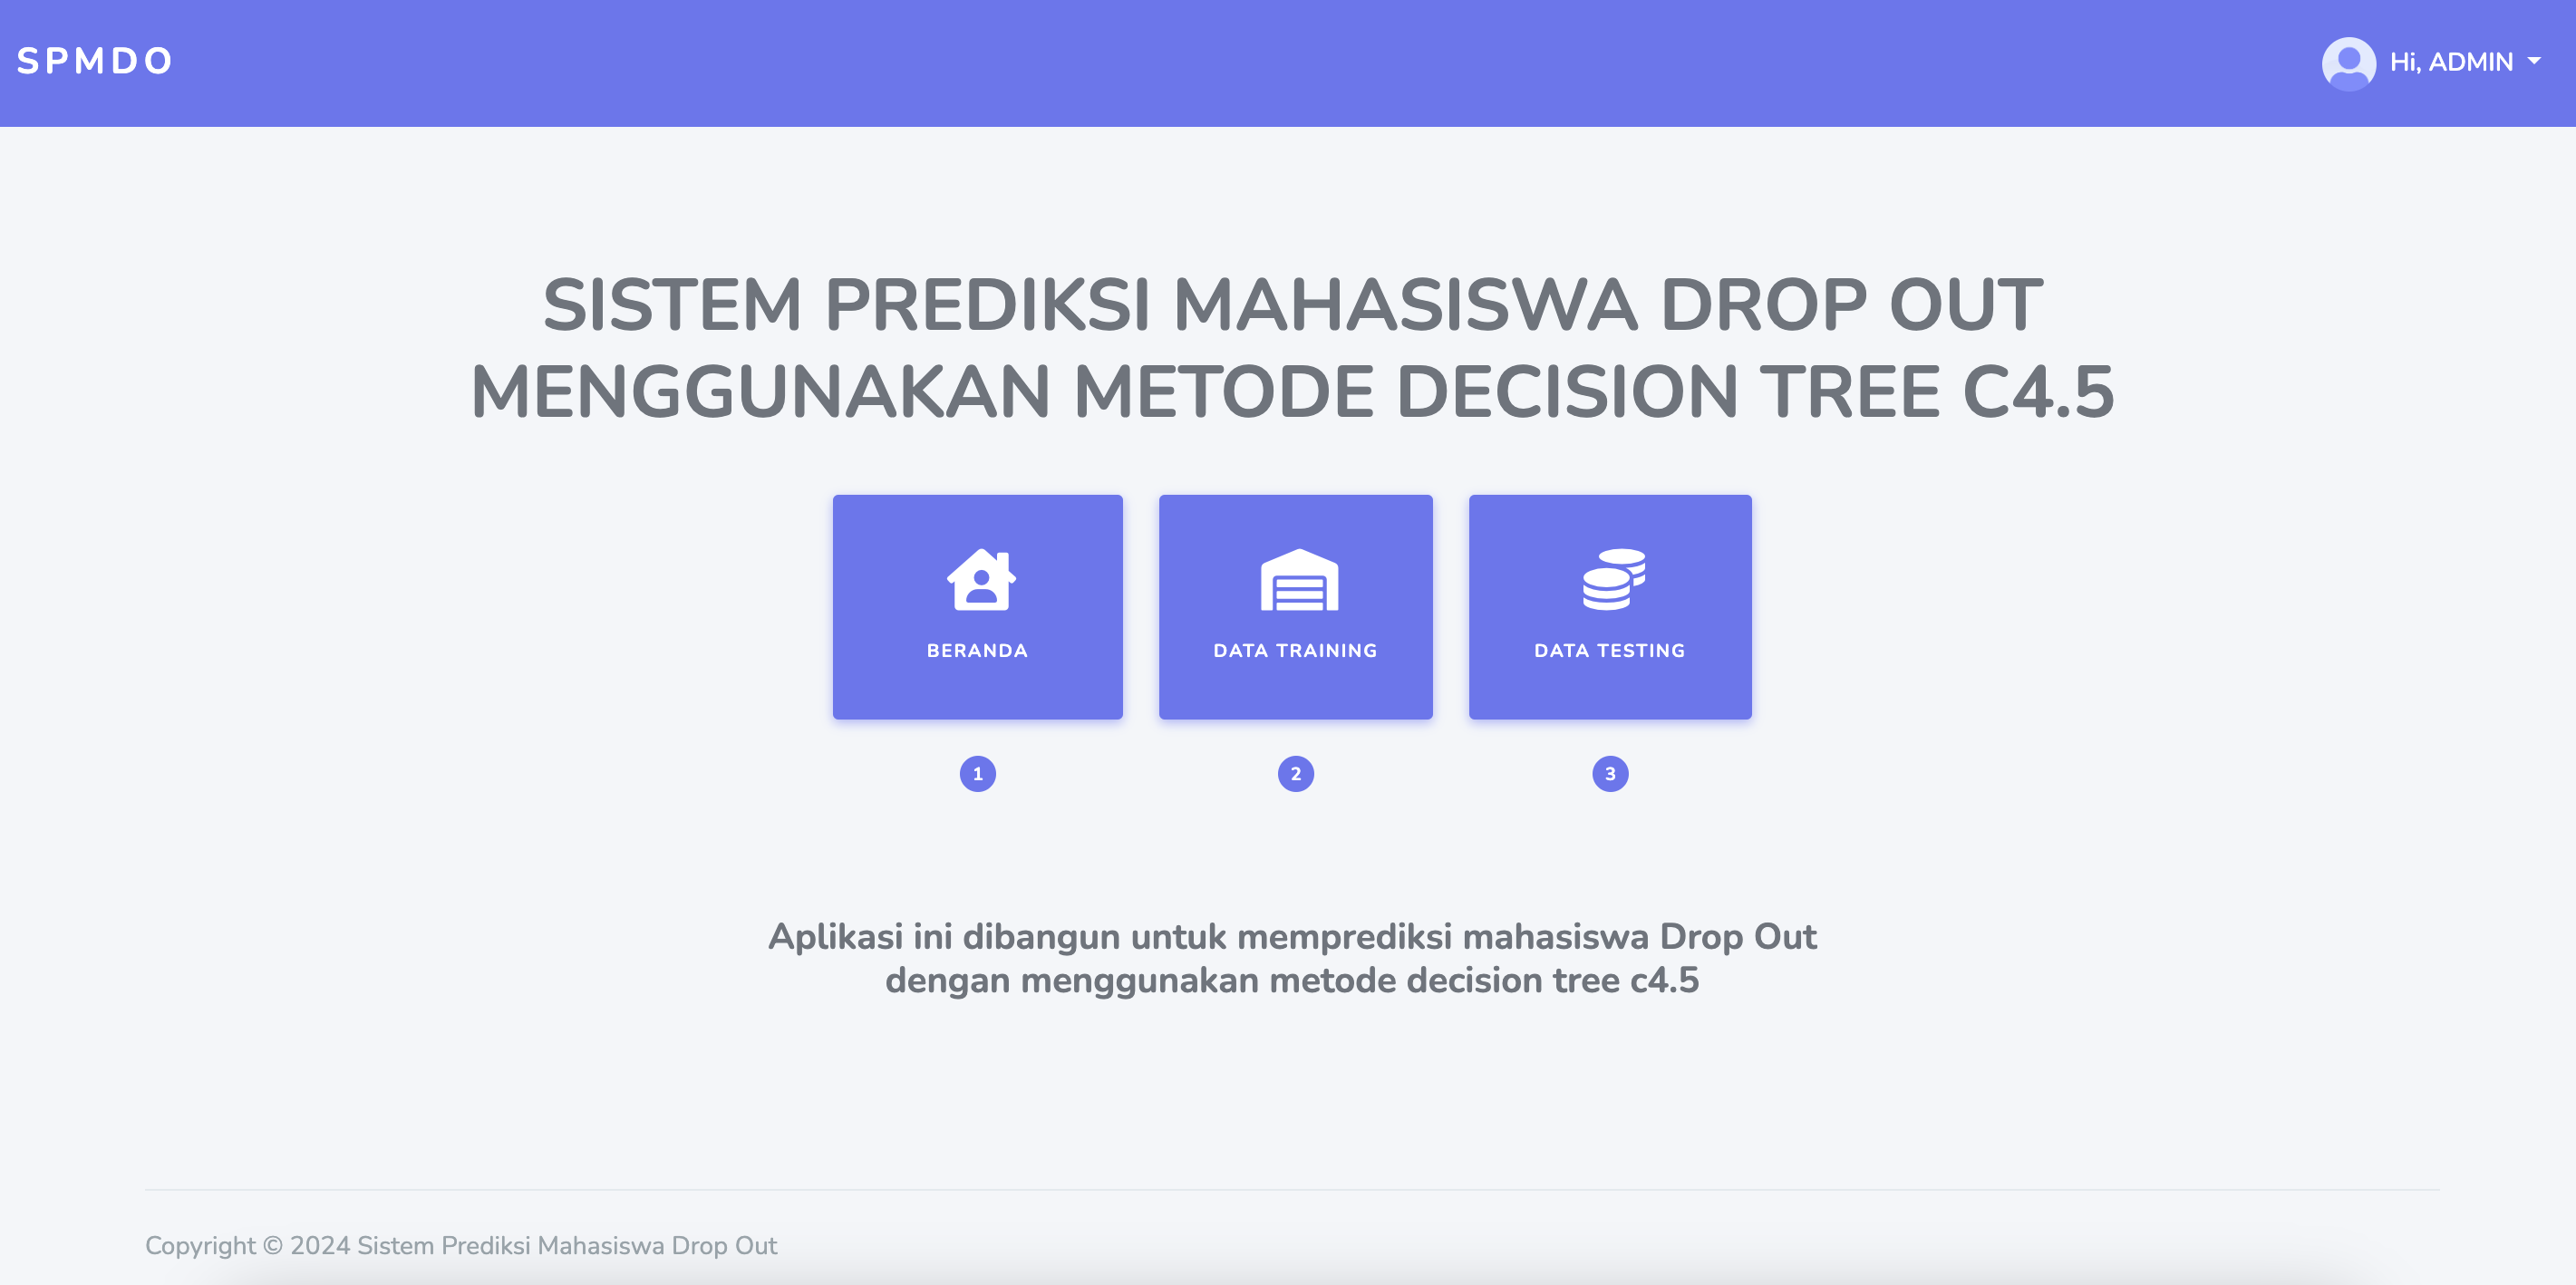 SPMDO
Hi, ADMIN
SISTEM PREDIKSI MAHASISWA DROP OUT
MENGGUNAKAN METODE DECISION TREE C4.5
BERANDA
DATA TRAINING
DATA TESTING
1
2
3
Aplikasi ini dibangun untuk memprediksi mahasiswa Drop Out
dengan menggunakan metode decision tree c4.5
Copyright © 2024 Sistem Prediksi Mahasiswa Drop Out